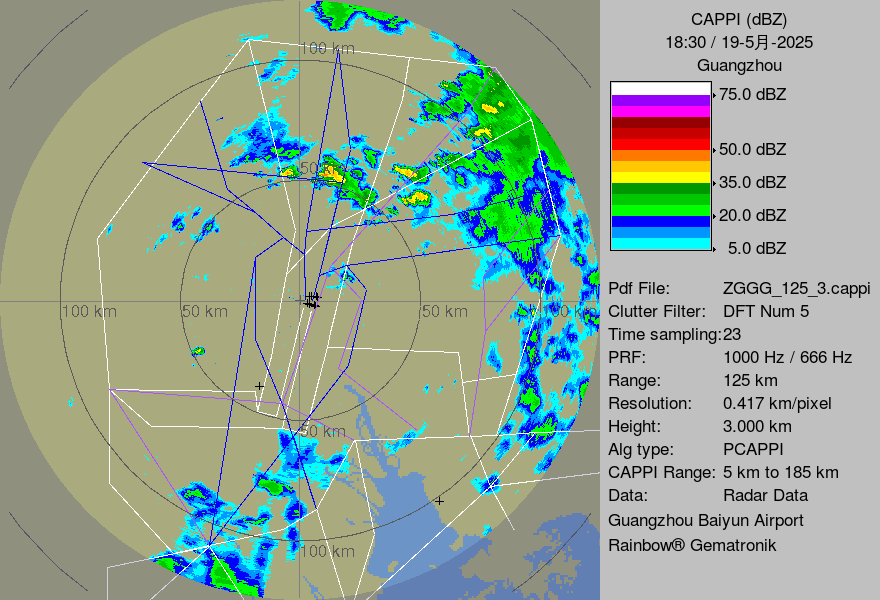 CAPPI (dBZ)
18:30 / 19-5月-2025
Guangzhou
75.0 dBZ
50.0 dBZ
35.0 dBZ
20.0 dBZ
5.0 dBZ
Pdf File: ZGGG_125_3.cappi
Clutter Filter: DFT Num 5
Time sampling:23
PRF: 1000 Hz / 666 Hz
Range: 125 km
Resolution: 0.417 km/pixel
Height: 3.000 km
Alg type: PCAPPI
CAPPI Range: 5 km to 185 km
Data: Radar Data
Guangzhou Baiyun Airport
Rainbow® Gematronik
100 km
50 km
100 km
50 km
50 km
100 km
50 km
100 km